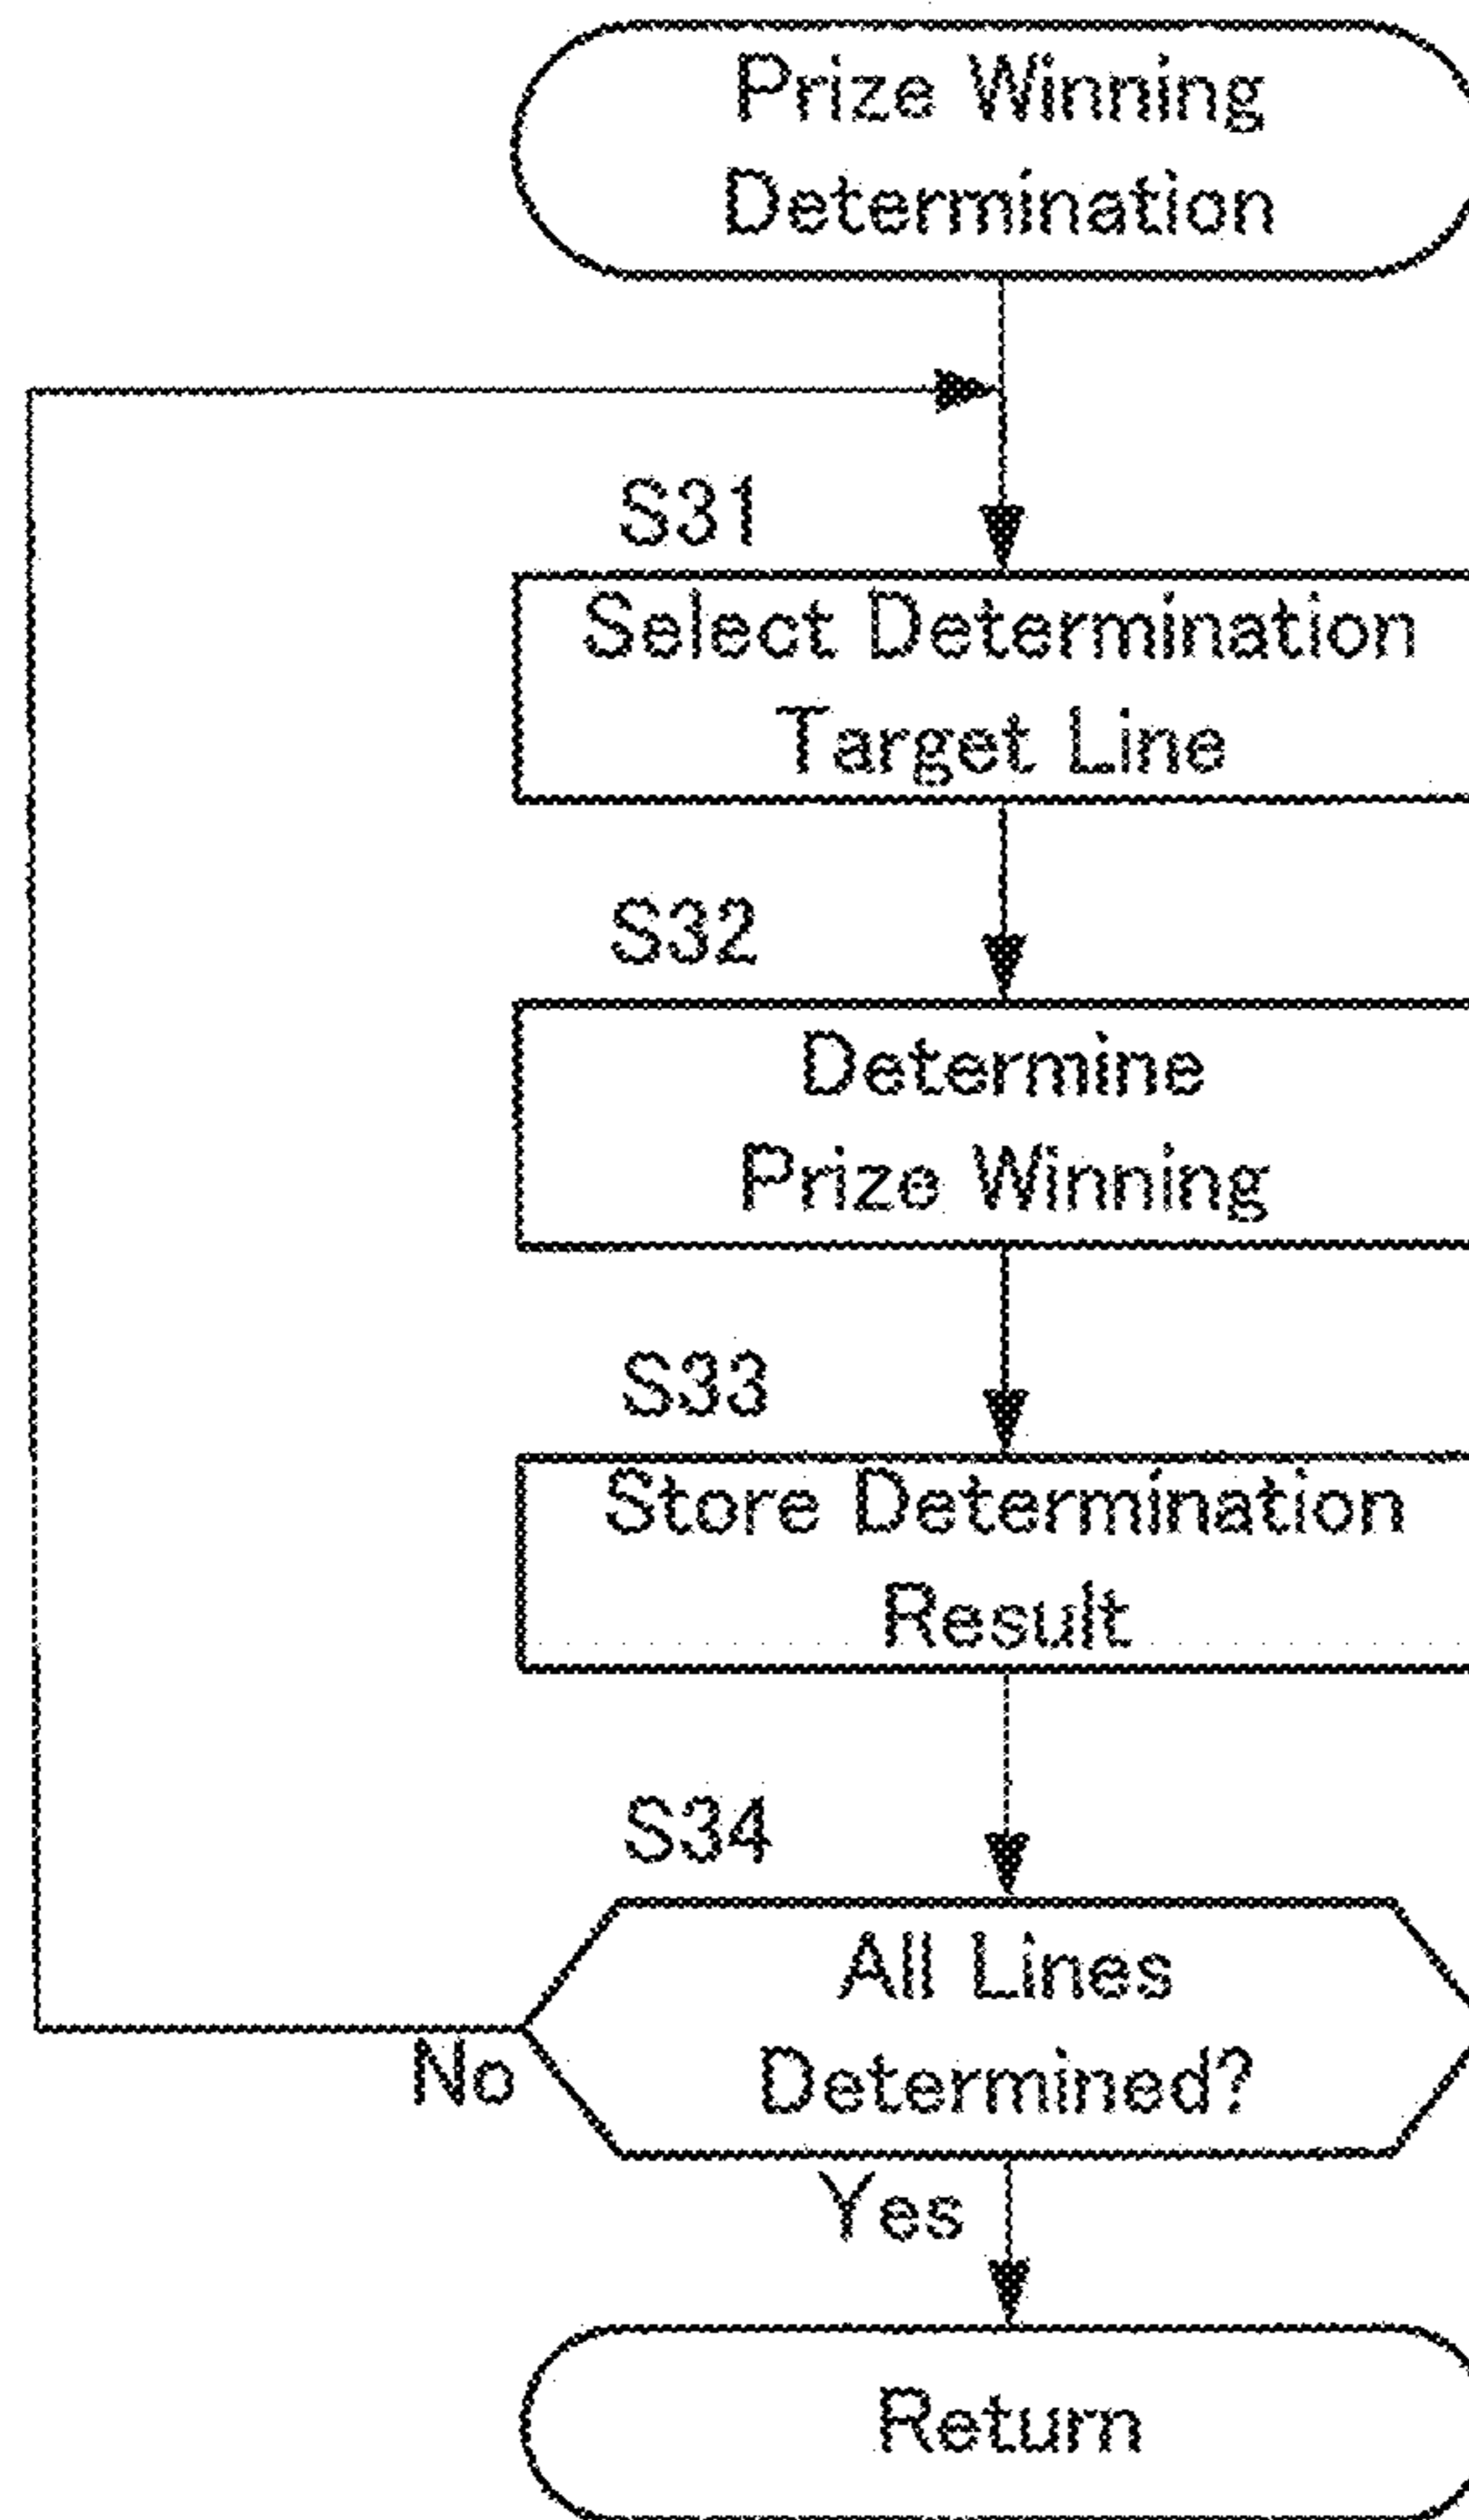 Prize Winning
Determination
S31
Select Determination
Target Line
S32
Determine
Prize Winning
S33
Store Determination
Result
S34
All Lines
Determined?
No
Yes
Return